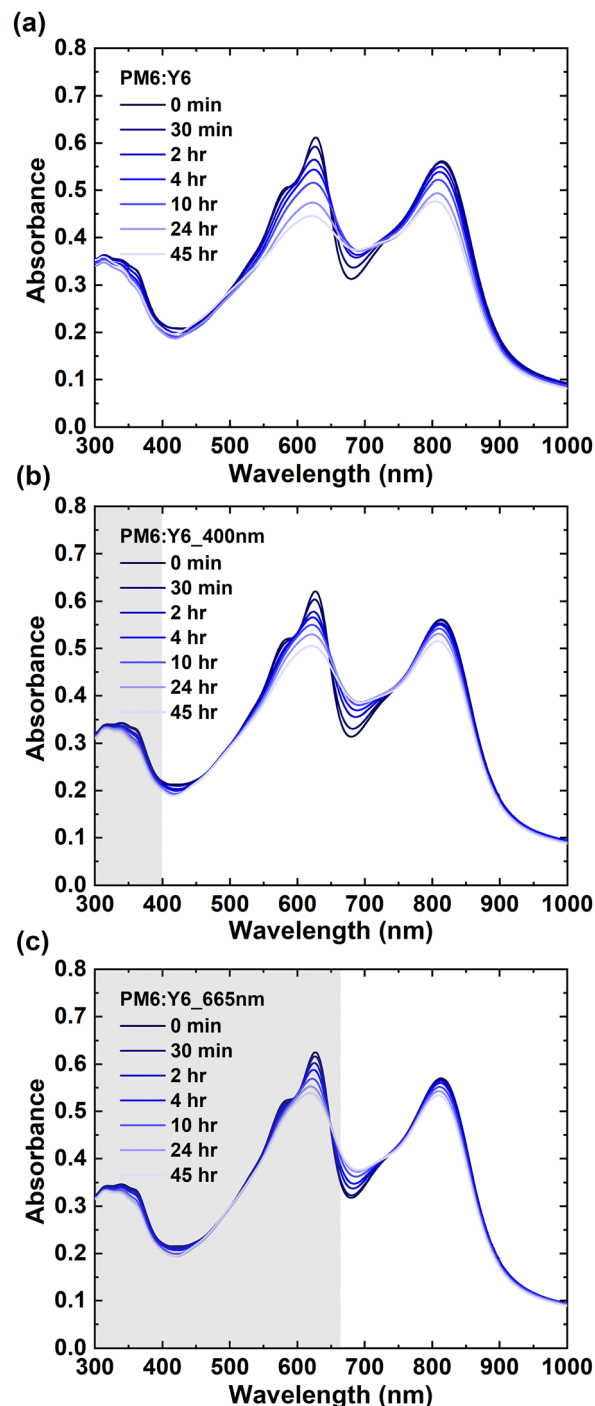 (a)
0.8
0.7
0.6
0.5
0.4
0.3
0.2
0.1
0.0
Absorbance
PM6:Y6
0 min
30 min
2 hr
4 hr
10 hr
24 hr
45 hr
300 400 500 600 700 800 900 1000
Wavelength (nm)
(b)
0.8
0.7
0.6
0.5
0.4
0.3
0.2
0.1
0.0
Absorbance
PM6:Y6_400nm
0 min
30 min
2 hr
4 hr
10 hr
24 hr
45 hr
300 400 500 600 700 800 900 1000
Wavelength (nm)
(c)
0.8
0.7
0.6
0.5
0.4
0.3
0.2
0.1
0.0
Absorbance
PM6:Y6_665nm
0 min
30 min
2 hr
4 hr
10 hr
24 hr
45 hr
300 400 500 600 700 800 900 1000
Wavelength (nm)